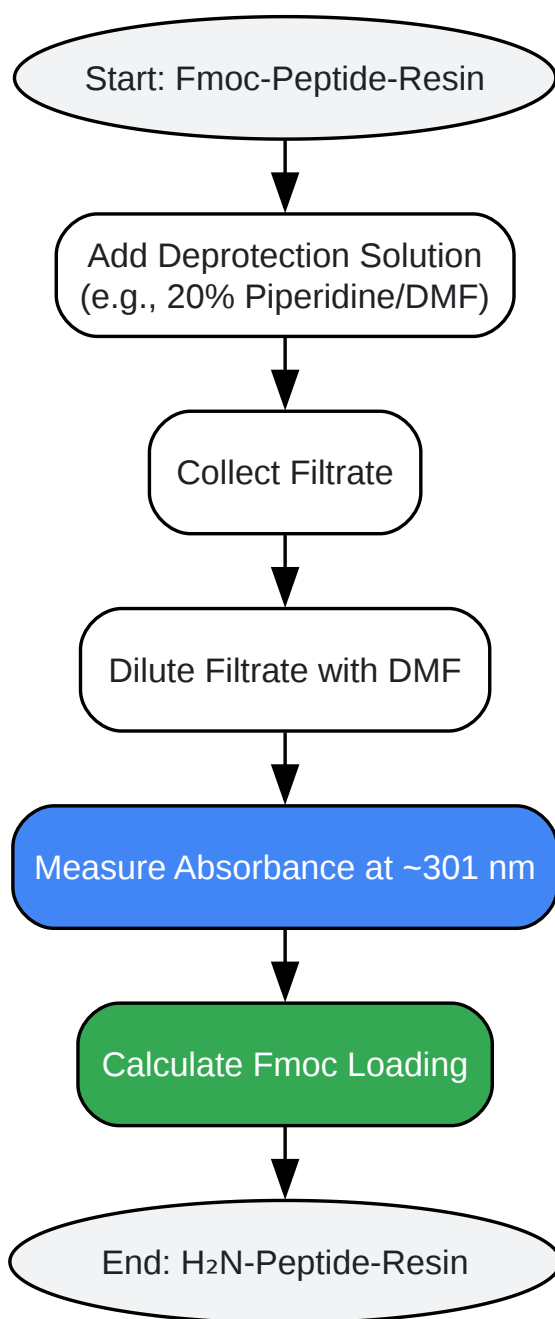 Start: Fmoc-Peptide-Resin
Add Deprotection Solution
(e.g., 20% Piperidine/DMF)
Collect Filtrate
Dilute Filtrate with DMF
Measure Absorbance at ~301 nm
Calculate Fmoc Loading
End: H₂N-Peptide-Resin